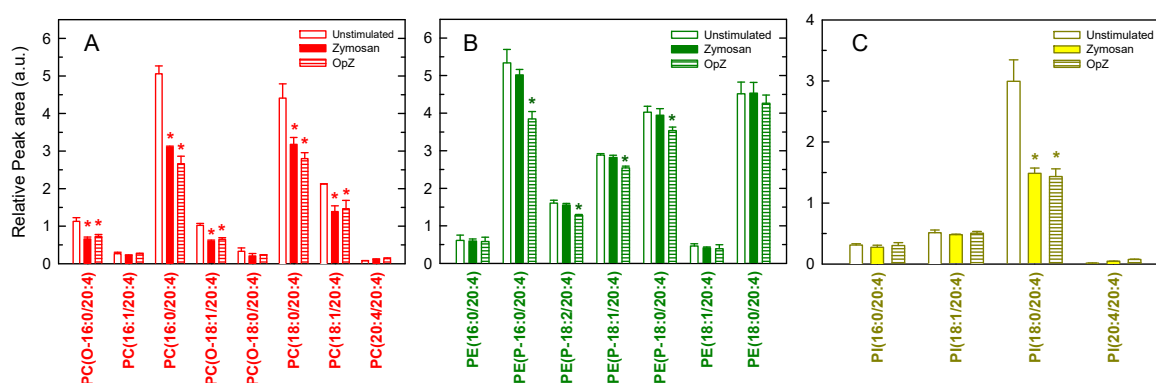 Relative Peak area (a.u.)
A
Unstimulated
Zymosan
OpZ
6
5
4
3
2
1
0
* * * * * * * * * *
PC(O-16:0/20:4)
PC(16:1/20:4)
PC(16:0/20:4)
PC(O-18:1/20:4)
PC(O-18:0/20:4)
PC(18:0/20:4)
PC(18:1/20:4)
PC(20:4/20:4)
B
Unstimulated
Zymosan
OpZ
6
5
4
3
2
1
0
* * * *
PE(16:0/20:4)
PE(P-16:0/20:4)
PE(P-18:2/20:4)
PE(P-18:1/20:4)
PE(P-18:0/20:4)
PE(18:1/20:4)
PE(18:0/20:4)
C
Unstimulated
Zymosan
OpZ
4
3
2
1
0
* *
PI(16:0/20:4)
PI(18:1/20:4)
PI(18:0/20:4)
PI(20:4/20:4)